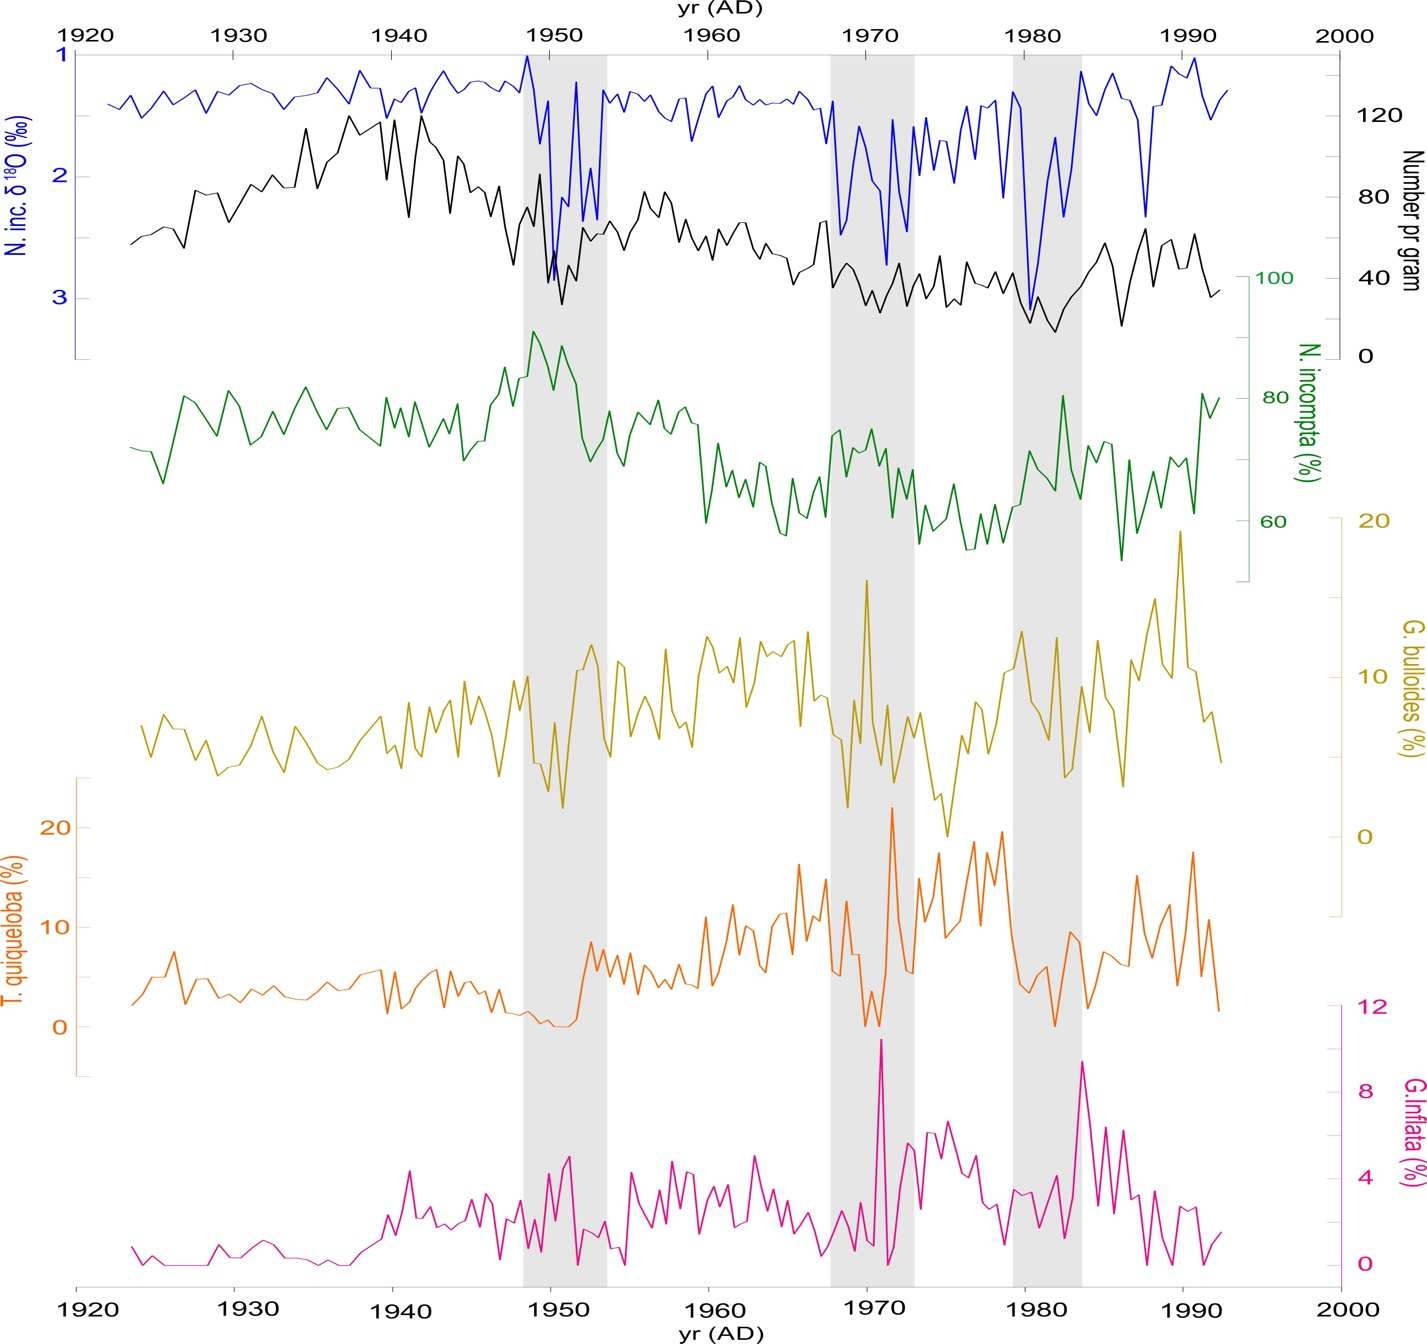 yr (AD)
1920 1930 1940 1950 1960 1970 1980 1990 2000
1
2
3
N. inc. δ ¹⁸O (‰)
120
80
40
0
Number pr gram
100
80
60
N. incompta (%)
20
10
0
G. bulloides (%)
20
10
0
T. quiqueloba (%)
12
8
4
0
G.Inflata (%)
1920 1930 1940 1950 1960 1970 1980 1990 2000
yr (AD)